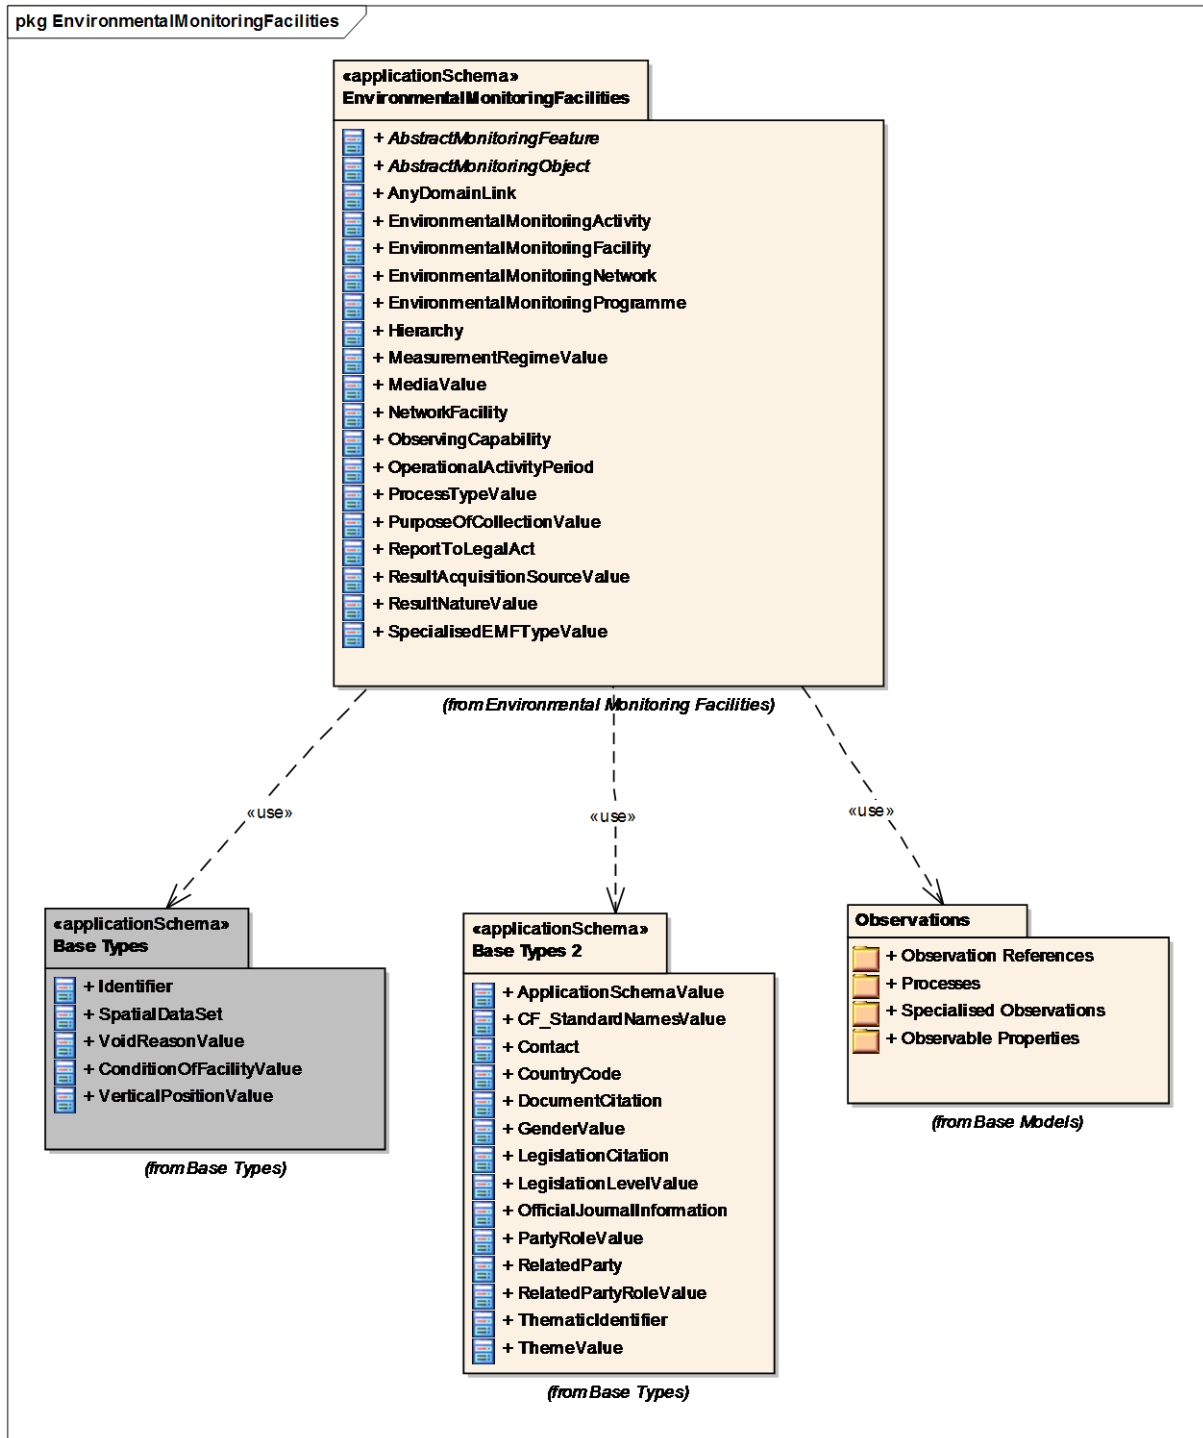 pkg EnvironmentalMonitoringFacilities
«applicationSchema»
EnvironmentalMonitoringFacilities
+ AbstractMonitoringFeature
+ AbstractMonitoringObject
+ AnyDomainLink
+ EnvironmentalMonitoringActivity
+ EnvironmentalMonitoringFacility
+ EnvironmentalMonitoringNetwork
+ EnvironmentalMonitoringProgramme
+ Hierarchy
+ MeasurementRegimeValue
+ MediaValue
+ NetworkFacility
+ ObservingCapability
+ OperationalActivityPeriod
+ ProcessTypeValue
+ PurposeOfCollectionValue
+ ReportToLegalAct
+ ResultAcquisitionSourceValue
+ ResultNatureValue
+ SpecialisedEMFTypeValue
(from Environmental Monitoring Facilities)
«use»
«use»
«use»
«applicationSchema»
Base Types
+ Identifier
+ SpatialDataSet
+ VoidReasonValue
+ ConditionOfFacilityValue
+ VerticalPositionValue
(from Base Types)
«applicationSchema»
Base Types 2
+ ApplicationSchemaValue
+ CF_StandardNamesValue
+ Contact
+ CountryCode
+ DocumentCitation
+ GenderValue
+ LegislationCitation
+ LegislationLevelValue
+ OfficialJournalInformation
+ PartyRoleValue
+ RelatedParty
+ RelatedPartyRoleValue
+ ThematicIdentifier
+ ThemeValue
(from Base Types)
Observations
+ Observation References
+ Processes
+ Specialised Observations
+ Observable Properties
(from Base Models)